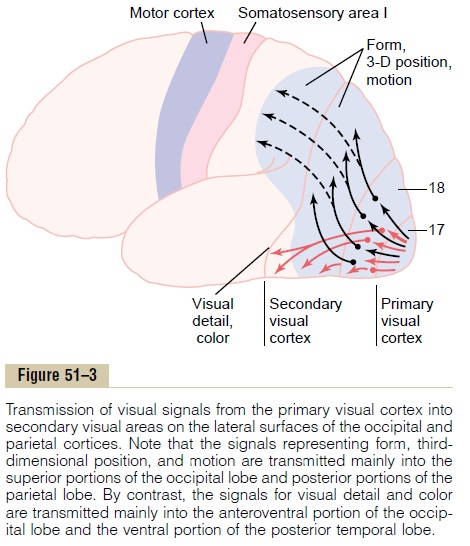 Motor cortex Somatosensory area I
Form,
3-D position,
motion
18
17
Visual
detail,
color
Secondary
visual
cortex
Primary
visual
cortex
Figure 51–3
Transmission of visual signals from the primary visual cortex into
secondary visual areas on the lateral surfaces of the occipital and
parietal cortices. Note that the signals representing form, third-
dimensional position, and motion are transmitted mainly into the
superior portions of the occipital lobe and posterior portions of the
parietal lobe. By contrast, the signals for visual detail and color
are transmitted mainly into the anteroventral portion of the occip-
ital lobe and the ventral portion of the posterior temporal lobe.